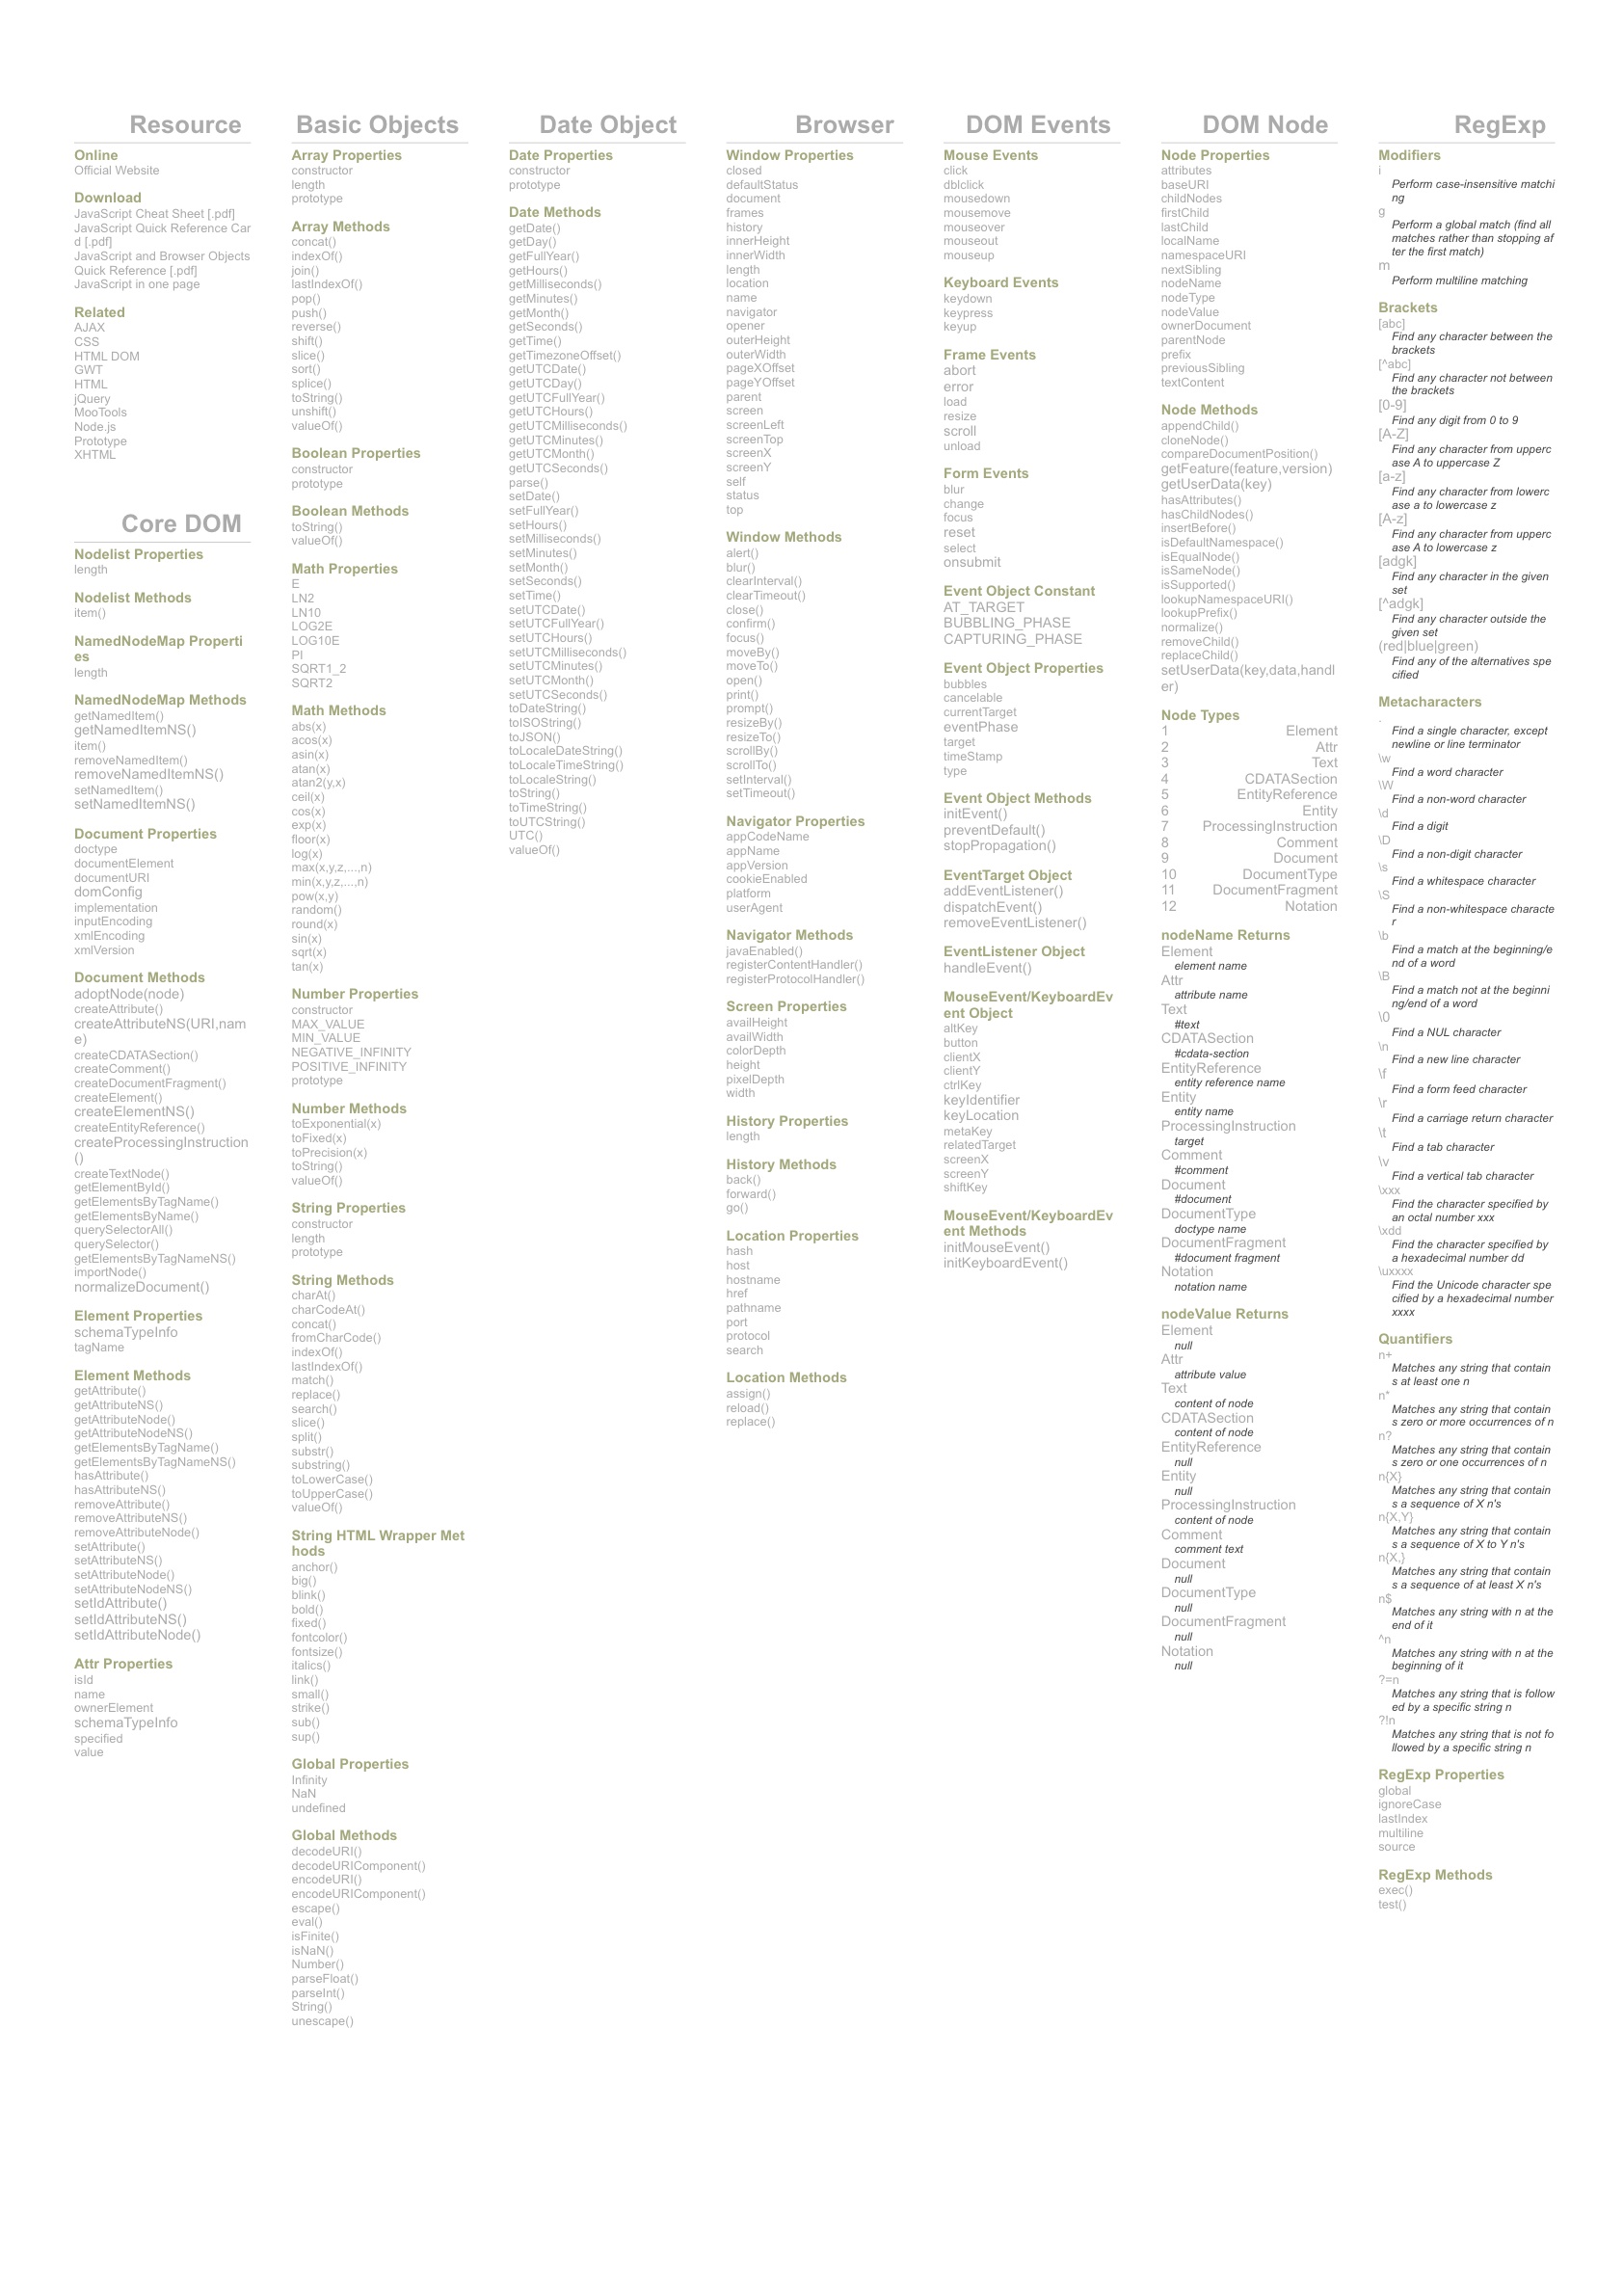 Resource
Online
Official Website
Download
JavaScript Cheat Sheet [.pdf]
JavaScript Quick Reference Car
d [.pdf]
JavaScript and Browser Objects
Quick Reference [.pdf]
JavaScript in one page
Related
AJAX
CSS
HTML DOM
GWT
HTML
jQuery
MooTools
Node.js
Prototype
XHTML
Core DOM
Nodelist Properties
length
Nodelist Methods
item()
NamedNodeMap Properti
es
length
NamedNodeMap Methods
getNamedItem()
getNamedItemNS()
item()
removeNamedItem()
removeNamedItemNS()
setNamedItem()
setNamedItemNS()
Document Properties
doctype
documentElement
documentURI
domConfig
implementation
inputEncoding
xmlEncoding
xmlVersion
Document Methods
adoptNode(node)
createAttribute()
createAttributeNS(URI,nam
e)
createCDATASection()
createComment()
createDocumentFragment()
createElement()
createElementNS()
createEntityReference()
createProcessingInstruction
()
createTextNode()
getElementById()
getElementsByTagName()
getElementsByName()
querySelectorAll()
querySelector()
getElementsByTagNameNS()
importNode()
normalizeDocument()
Element Properties
schemaTypeInfo
tagName
Element Methods
getAttribute()
getAttributeNS()
getAttributeNode()
getAttributeNodeNS()
getElementsByTagName()
getElementsByTagNameNS()
hasAttribute()
hasAttributeNS()
removeAttribute()
removeAttributeNS()
removeAttributeNode()
setAttribute()
setAttributeNS()
setAttributeNode()
setAttributeNodeNS()
setIdAttribute()
setIdAttributeNS()
setIdAttributeNode()
Attr Properties
isId
name
ownerElement
schemaTypeInfo
specified
value
Basic Objects
Array Properties
constructor
length
prototype
Array Methods
concat()
indexOf()
join()
lastIndexOf()
pop()
push()
reverse()
shift()
slice()
sort()
splice()
toString()
unshift()
valueOf()
Boolean Properties
constructor
prototype
Boolean Methods
toString()
valueOf()
Math Properties
E
LN2
LN10
LOG2E
LOG10E
PI
SQRT1_2
SQRT2
Math Methods
abs(x)
acos(x)
asin(x)
atan(x)
atan2(y,x)
ceil(x)
cos(x)
exp(x)
floor(x)
log(x)
max(x,y,z,...,n)
min(x,y,z,...,n)
pow(x,y)
random()
round(x)
sin(x)
sqrt(x)
tan(x)
Number Properties
constructor
MAX_VALUE
MIN_VALUE
NEGATIVE_INFINITY
POSITIVE_INFINITY
prototype
Number Methods
toExponential(x)
toFixed(x)
toPrecision(x)
toString()
valueOf()
String Properties
constructor
length
prototype
String Methods
charAt()
charCodeAt()
concat()
fromCharCode()
indexOf()
lastIndexOf()
match()
replace()
search()
slice()
split()
substr()
substring()
toLowerCase()
toUpperCase()
valueOf()
String HTML Wrapper Met
hods
anchor()
big()
blink()
bold()
fixed()
fontcolor()
fontsize()
italics()
link()
small()
strike()
sub()
sup()
Global Properties
Infinity
NaN
undefined
Global Methods
decodeURI()
decodeURIComponent()
encodeURI()
encodeURIComponent()
escape()
eval()
isFinite()
isNaN()
Number()
parseFloat()
parseInt()
String()
unescape()
Date Object
Date Properties
constructor
prototype
Date Methods
getDate()
getDay()
getFullYear()
getHours()
getMilliseconds()
getMinutes()
getMonth()
getSeconds()
getTime()
getTimezoneOffset()
getUTCDate()
getUTCDay()
getUTCFullYear()
getUTCHours()
getUTCMilliseconds()
getUTCMinutes()
getUTCMonth()
getUTCSeconds()
parse()
setDate()
setFullYear()
setHours()
setMilliseconds()
setMinutes()
setMonth()
setSeconds()
setTime()
setUTCDate()
setUTCFullYear()
setUTCHours()
setUTCMilliseconds()
setUTCMinutes()
setUTCMonth()
setUTCSeconds()
toDateString()
toISOString()
toJSON()
toLocaleDateString()
toLocaleTimeString()
toLocaleString()
toString()
toTimeString()
toUTCString()
UTC()
valueOf()
Browser
Window Properties
closed
defaultStatus
document
frames
history
innerHeight
innerWidth
length
location
name
navigator
opener
outerHeight
outerWidth
pageXOffset
pageYOffset
parent
screen
screenLeft
screenTop
screenX
screenY
self
status
top
Window Methods
alert()
blur()
clearInterval()
clearTimeout()
close()
confirm()
focus()
moveBy()
moveTo()
open()
print()
prompt()
resizeBy()
resizeTo()
scrollBy()
scrollTo()
setInterval()
setTimeout()
Navigator Properties
appCodeName
appName
appVersion
cookieEnabled
platform
userAgent
Navigator Methods
javaEnabled()
registerContentHandler()
registerProtocolHandler()
Screen Properties
availHeight
availWidth
colorDepth
height
pixelDepth
width
History Properties
length
History Methods
back()
forward()
go()
Location Properties
hash
host
hostname
href
pathname
port
protocol
search
Location Methods
assign()
reload()
replace()
DOM Events
Mouse Events
click
dblclick
mousedown
mousemove
mouseover
mouseout
mouseup
Keyboard Events
keydown
keypress
keyup
Frame Events
abort
error
load
resize
scroll
unload
Form Events
blur
change
focus
reset
select
onsubmit
Event Object Constant
AT_TARGET
BUBBLING_PHASE
CAPTURING_PHASE
Event Object Properties
bubbles
cancelable
currentTarget
eventPhase
target
timeStamp
type
Event Object Methods
initEvent()
preventDefault()
stopPropagation()
EventTarget Object
addEventListener()
dispatchEvent()
removeEventListener()
EventListener Object
handleEvent()
MouseEvent/KeyboardEv
ent Object
altKey
button
clientX
clientY
ctrlKey
keyIdentifier
keyLocation
metaKey
relatedTarget
screenX
screenY
shiftKey
MouseEvent/KeyboardEv
ent Methods
initMouseEvent()
initKeyboardEvent()
DOM Node
Node Properties
attributes
baseURI
childNodes
firstChild
lastChild
localName
namespaceURI
nextSibling
nodeName
nodeType
nodeValue
ownerDocument
parentNode
prefix
previousSibling
textContent
Node Methods
appendChild()
cloneNode()
compareDocumentPosition()
getFeature(feature,version)
getUserData(key)
hasAttributes()
hasChildNodes()
insertBefore()
isDefaultNamespace()
isEqualNode()
isSameNode()
isSupported()
lookupNamespaceURI()
lookupPrefix()
normalize()
removeChild()
replaceChild()
setUserData(key,data,handl
er)
Node Types
1 Element
2 Attr
3 Text
4 CDATASection
5 EntityReference
6 Entity
7 ProcessingInstruction
8 Comment
9 Document
10 DocumentType
11 DocumentFragment
12 Notation
nodeName Returns
Element
element name
Attr
attribute name
Text
#text
CDATASection
#cdata-section
EntityReference
entity reference name
Entity
entity name
ProcessingInstruction
target
Comment
#comment
Document
#document
DocumentType
doctype name
DocumentFragment
#document fragment
Notation
notation name
nodeValue Returns
Element
null
Attr
attribute value
Text
content of node
CDATASection
content of node
EntityReference
null
Entity
null
ProcessingInstruction
content of node
Comment
comment text
Document
null
DocumentType
null
DocumentFragment
null
Notation
null
RegExp
Modifiers
i
Perform case-insensitive matchi
ng
g
Perform a global match (find all
matches rather than stopping af
ter the first match)
m
Perform multiline matching
Brackets
[abc]
Find any character between the
brackets
[^abc]
Find any character not between
the brackets
[0-9]
Find any digit from 0 to 9
[A-Z]
Find any character from upperc
ase A to uppercase Z
[a-z]
Find any character from lowerc
ase a to lowercase z
[A-z]
Find any character from upperc
ase A to lowercase z
[adgk]
Find any character in the given
set
[^adgk]
Find any character outside the
given set
(red|blue|green)
Find any of the alternatives spe
cified
Metacharacters
.
Find a single character, except
newline or line terminator
\w
Find a word character
\W
Find a non-word character
\d
Find a digit
\D
Find a non-digit character
\s
Find a whitespace character
\S
Find a non-whitespace characte
r
\b
Find a match at the beginning/e
nd of a word
\B
Find a match not at the beginni
ng/end of a word
\0
Find a NUL character
\n
Find a new line character
\f
Find a form feed character
\r
Find a carriage return character
\t
Find a tab character
\v
Find a vertical tab character
\xxx
Find the character specified by
an octal number xxx
\xdd
Find the character specified by
a hexadecimal number dd
\uxxxx
Find the Unicode character spe
cified by a hexadecimal number
xxxx
Quantifiers
n+
Matches any string that contain
s at least one n
n*
Matches any string that contain
s zero or more occurrences of n
n?
Matches any string that contain
s zero or one occurrences of n
n{X}
Matches any string that contain
s a sequence of X n's
n{X,Y}
Matches any string that contain
s a sequence of X to Y n's
n{X,}
Matches any string that contain
s a sequence of at least X n's
n$
Matches any string with n at the
end of it
^n
Matches any string with n at the
beginning of it
?=n
Matches any string that is follow
ed by a specific string n
?!n
Matches any string that is not fo
llowed by a specific string n
RegExp Properties
global
ignoreCase
lastIndex
multiline
source
RegExp Methods
exec()
test()